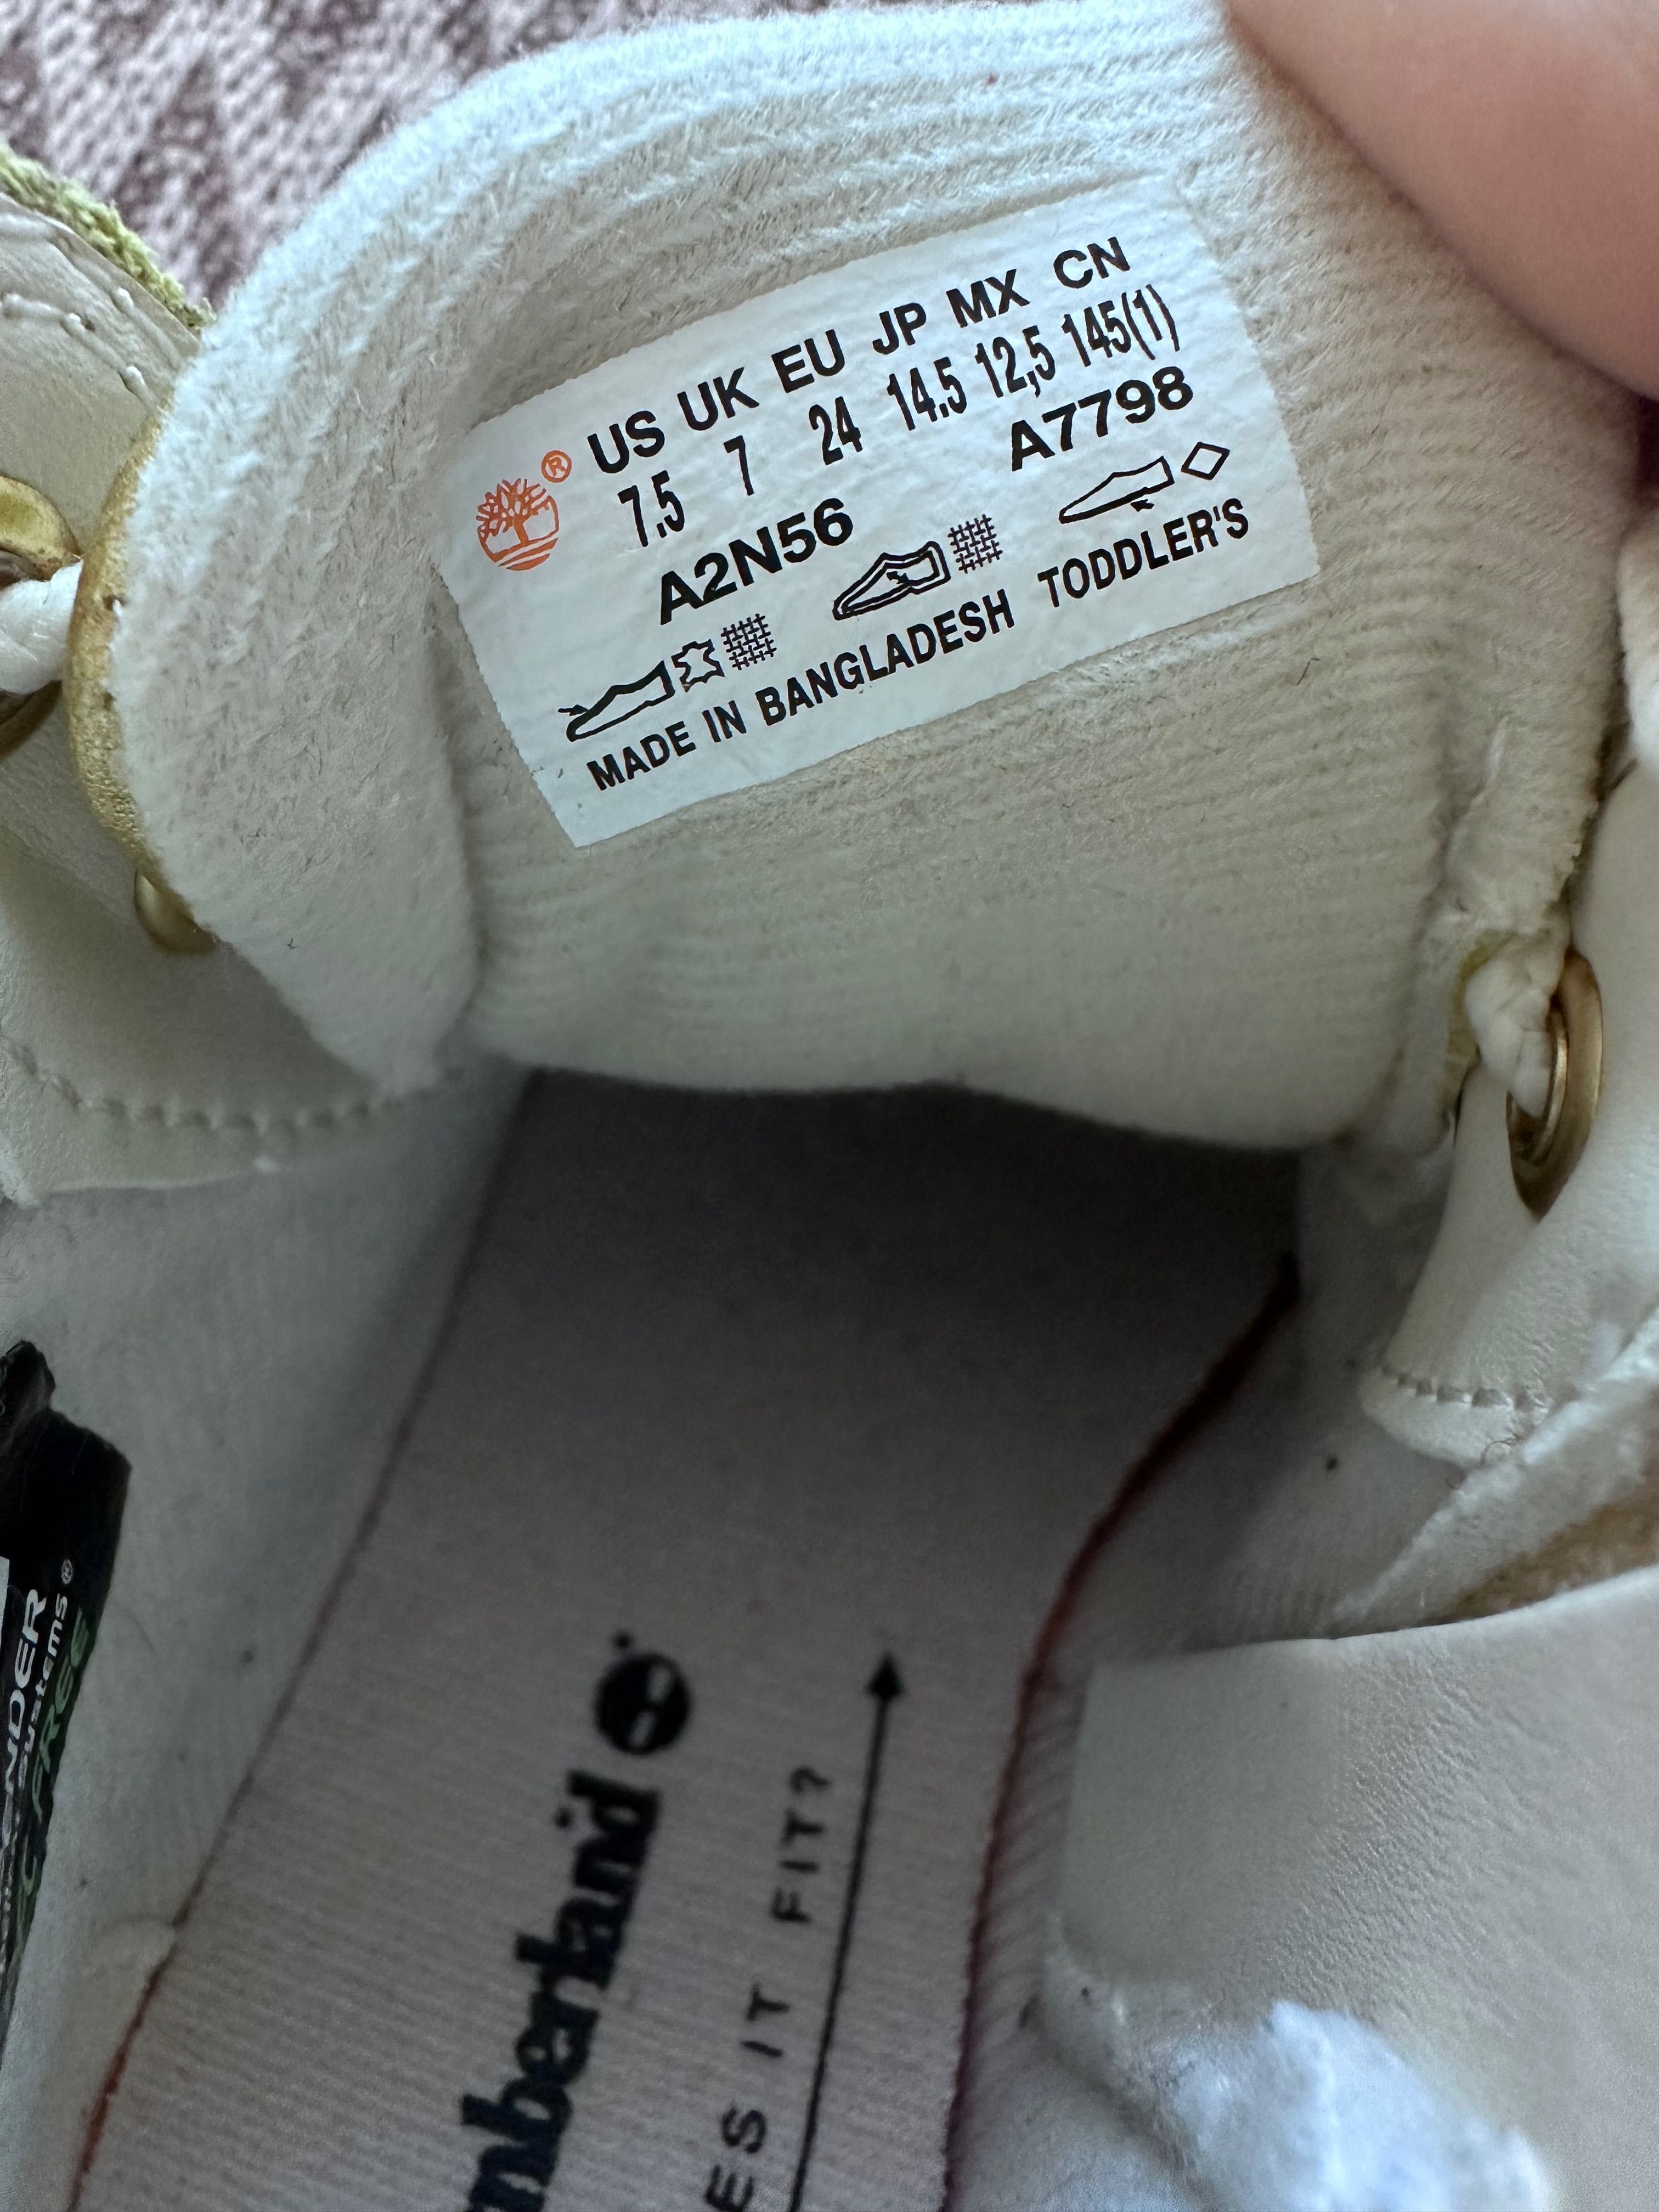 ® US UK EU JP MX CN
7.5 7 24 14.5 12,5 145(1)
A2N56 A7798
MADE IN BANGLADESH TODDLER'S
systems®
FREE
Timberland
ES IT FIT?